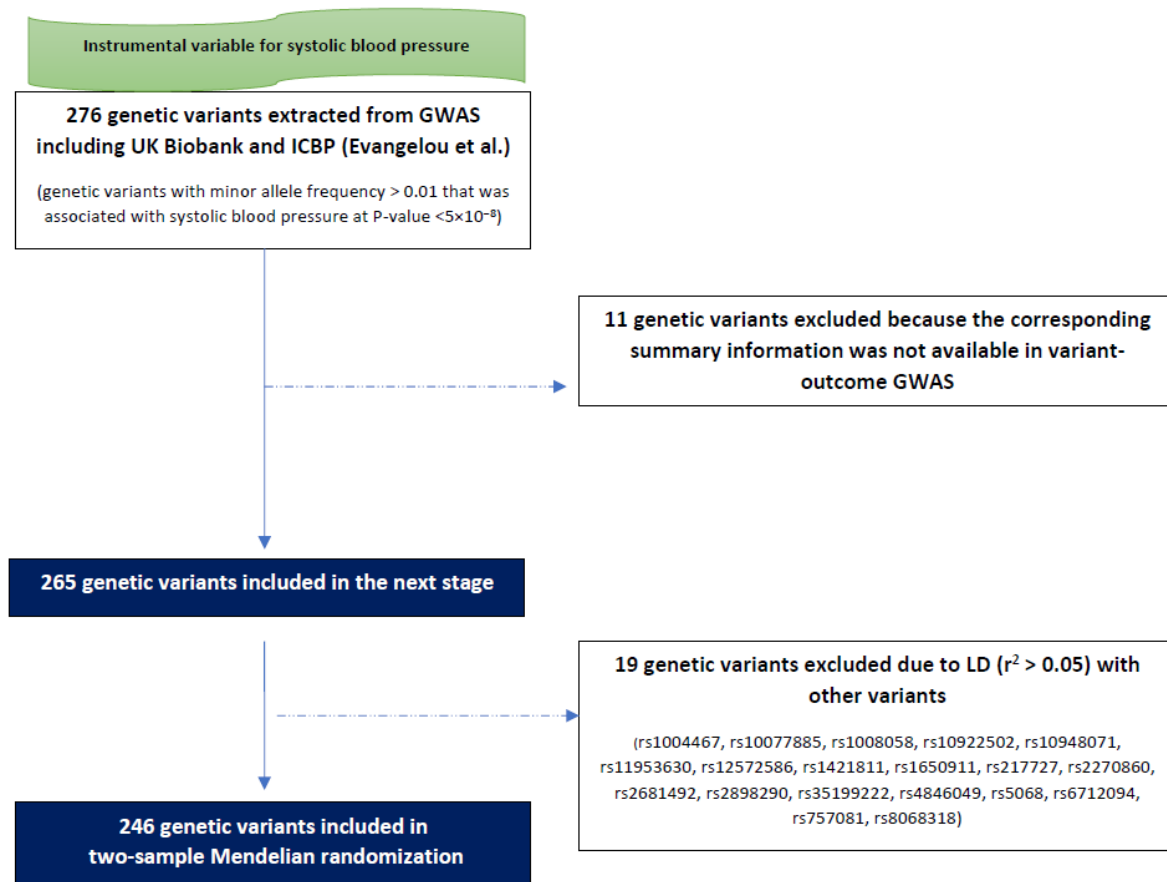 Instrumental variable for systolic blood pressure
276 genetic variants extracted from GWAS
including UK Biobank and ICBP (Evangelou et al.)
(genetic variants with minor allele frequency > 0.01 that was
associated with systolic blood pressure at P-value <5×10⁻⁸)
11 genetic variants excluded because the corresponding
summary information was not available in variant-
outcome GWAS
265 genetic variants included in the next stage
19 genetic variants excluded due to LD (r² > 0.05) with
other variants
(rs1004467, rs10077885, rs1008058, rs10922502, rs10948071,
rs11953630, rs12572586, rs1421811, rs1650911, rs217727, rs2270860,
rs2681492, rs2898290, rs35199222, rs4846049, rs5068, rs6712094,
rs757081, rs8068318)
246 genetic variants included in
two-sample Mendelian randomization